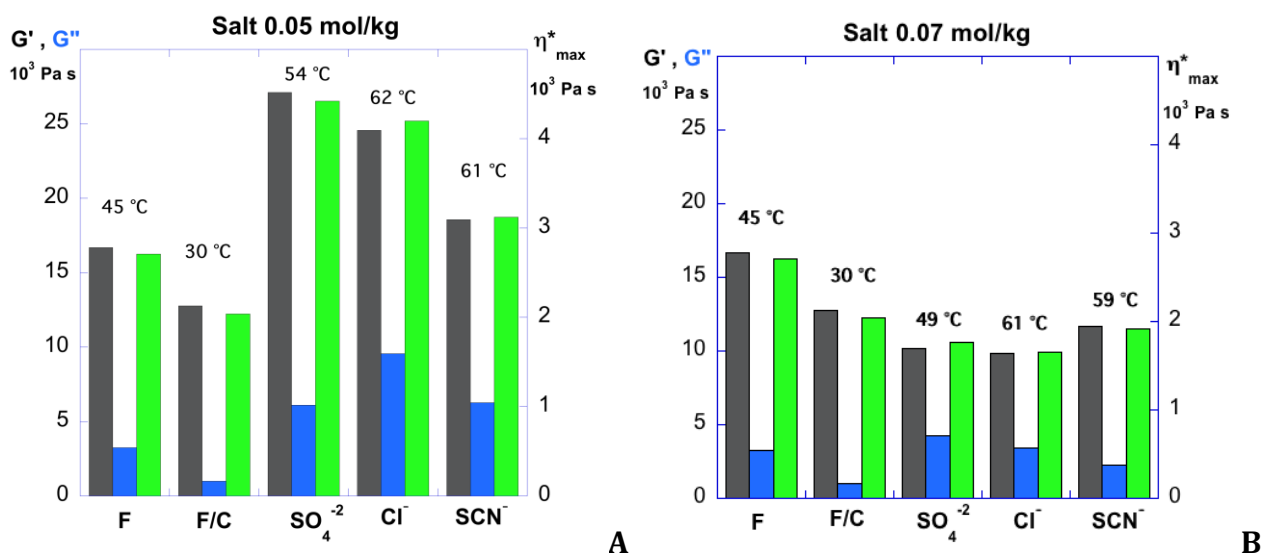 Salt 0.05 mol/kg
G' , G"
10³ Pa s
η*max
10³ Pa s
25
20
15
10
5
0
4
3
2
1
0
45 °C
30 °C
54 °C
62 °C
61 °C
F
F/C
SO₄⁻²
Cl⁻
SCN⁻
A
Salt 0.07 mol/kg
G' , G"
10³ Pa s
η*max
10³ Pa s
25
20
15
10
5
0
4
3
2
1
0
45 °C
30 °C
49 °C
61 °C
59 °C
F
F/C
SO₄⁻²
Cl⁻
SCN⁻
B